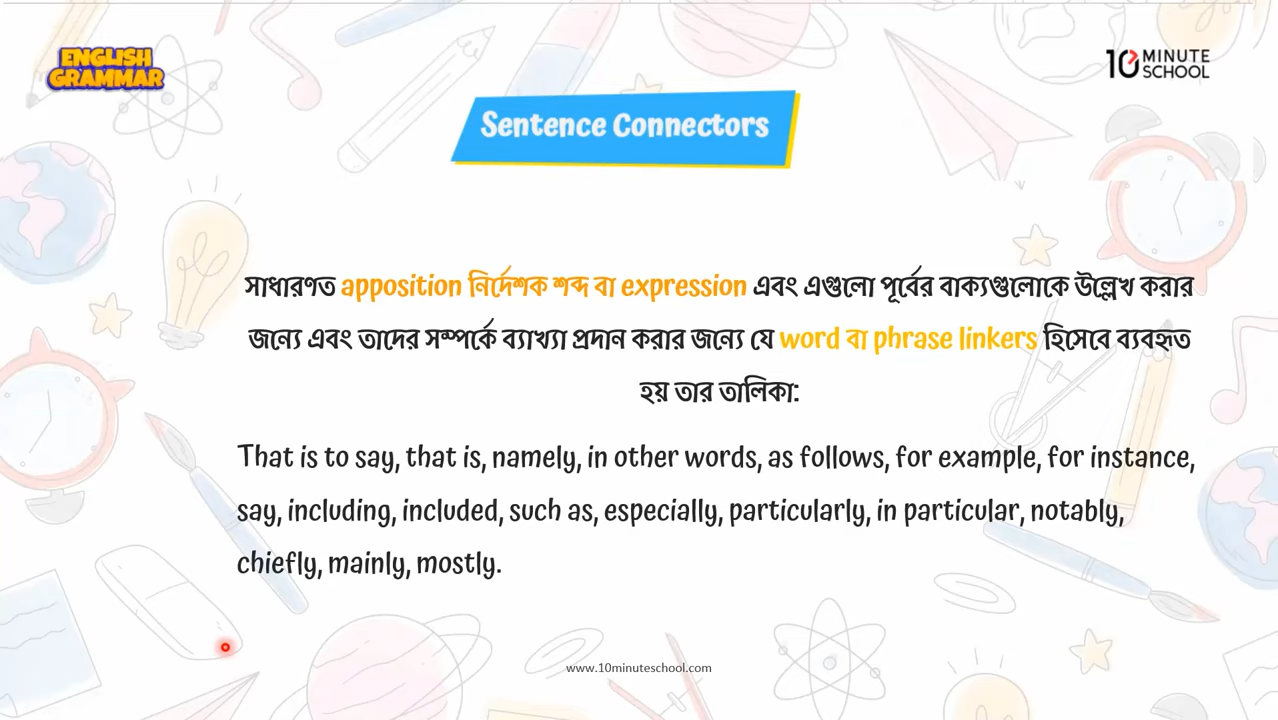 ENGLISH
GRAMMAR
10 MINUTE
SCHOOL
Sentence Connectors
সাধারণত apposition নির্দেশক শব্দ বা expression এবং এগুলো পূর্বের বাক্যগুলোকে উল্লেখ করার
জন্যে এবং তাদের সম্পর্কে ব্যাখ্যা প্রদান করার জন্যে যে word বা phrase linkers হিসেবে ব্যবহৃত
হয় তার তালিকা:
That is to say, that is, namely, in other words, as follows, for example, for instance,
say, including, included, such as, especially, particularly, in particular, notably,
chiefly, mainly, mostly.
www.10minuteschool.com